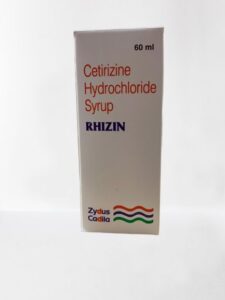 60 ml
Cetirizine
Hydrochloride
Syrup
RHIZIN
Zydus
Cadila